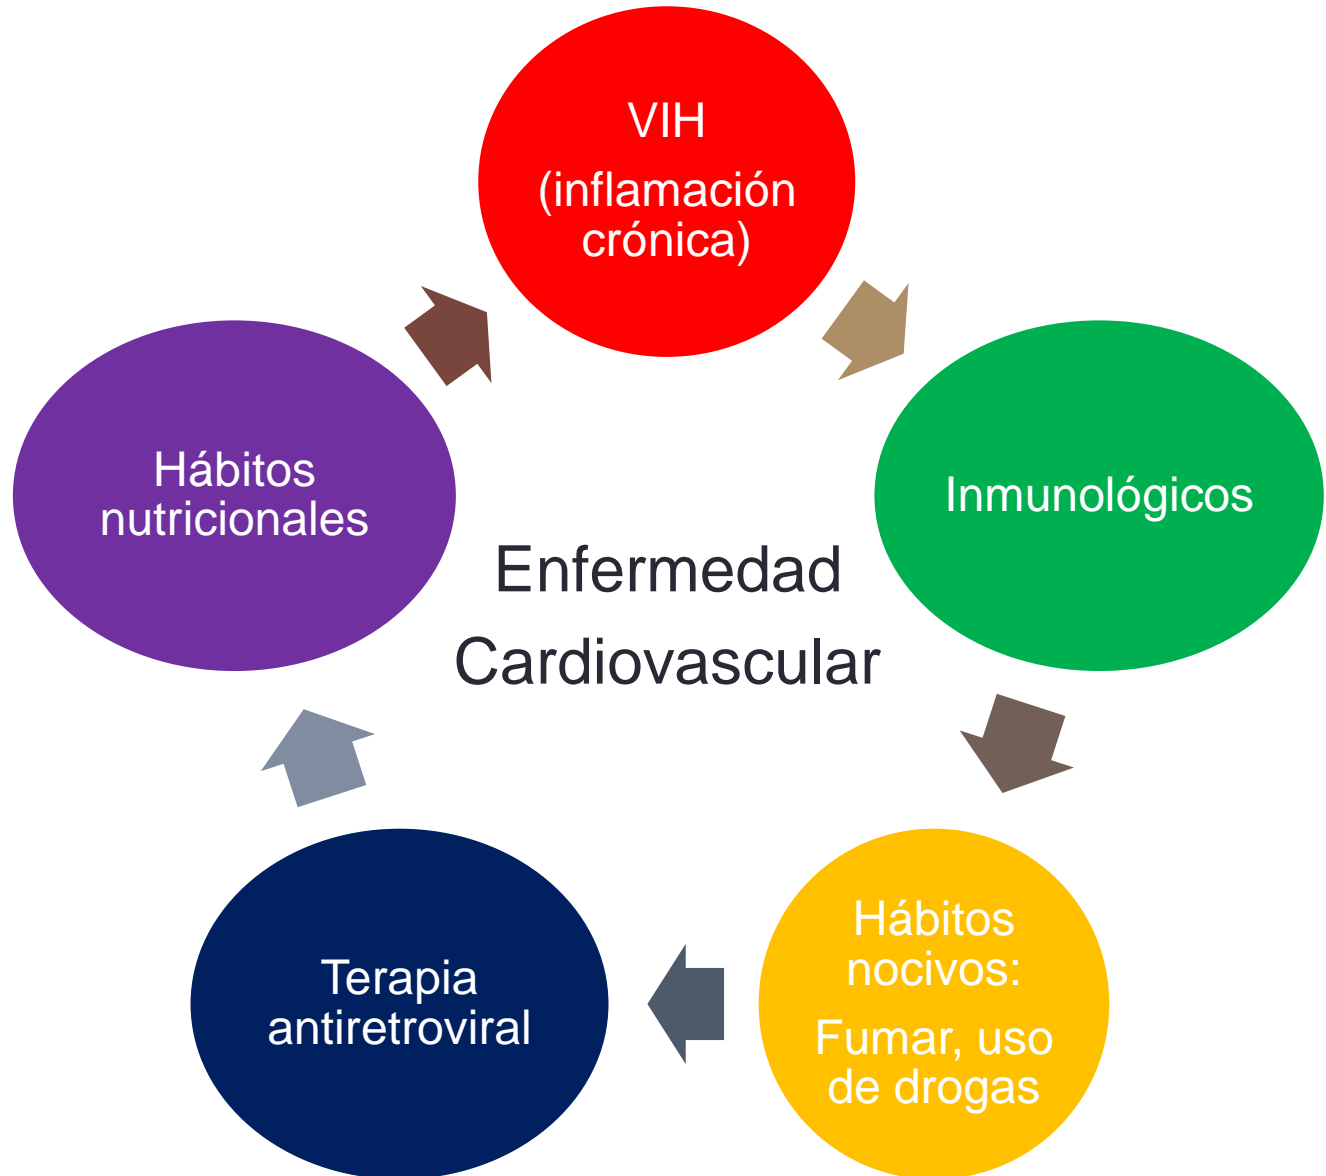 VIH
(inflamación
crónica)
Inmunológicos
Hábitos
nocivos:
Fumar, uso
de drogas
Terapia
antiretroviral
Hábitos
nutricionales
Enfermedad
Cardiovascular